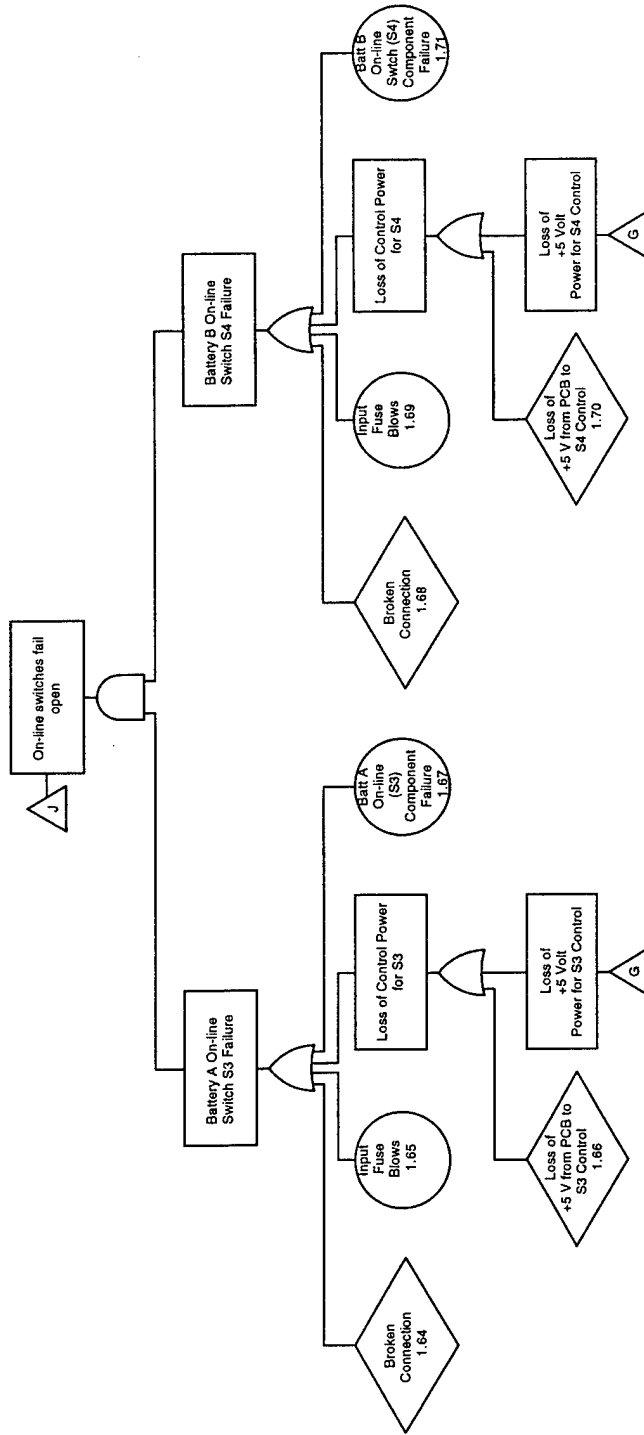 On-line switches fail
open
J
Battery A On-line
Switch S3 Failure
Battery B On-line
Switch S4 Failure
Broken
Connection
1.64
Input
Fuse
Blows
1.65
Loss of Control Power
for S3
Batt A
On-line
(S3)
Component
Failure
1.67
Broken
Connection
1.68
Input
Fuse
Blows
1.69
Loss of Control Power
for S4
Batt B
On-line
Swtch (S4)
Component
Failure
1.71
Loss of
+5 V from PCB to
S3 Control
1.66
Loss of
+5 Volt
Power for S3 Control
G
Loss of
+5 V from PCB to
S4 Control
1.70
Loss of
+5 Volt
Power for S4 Control
G